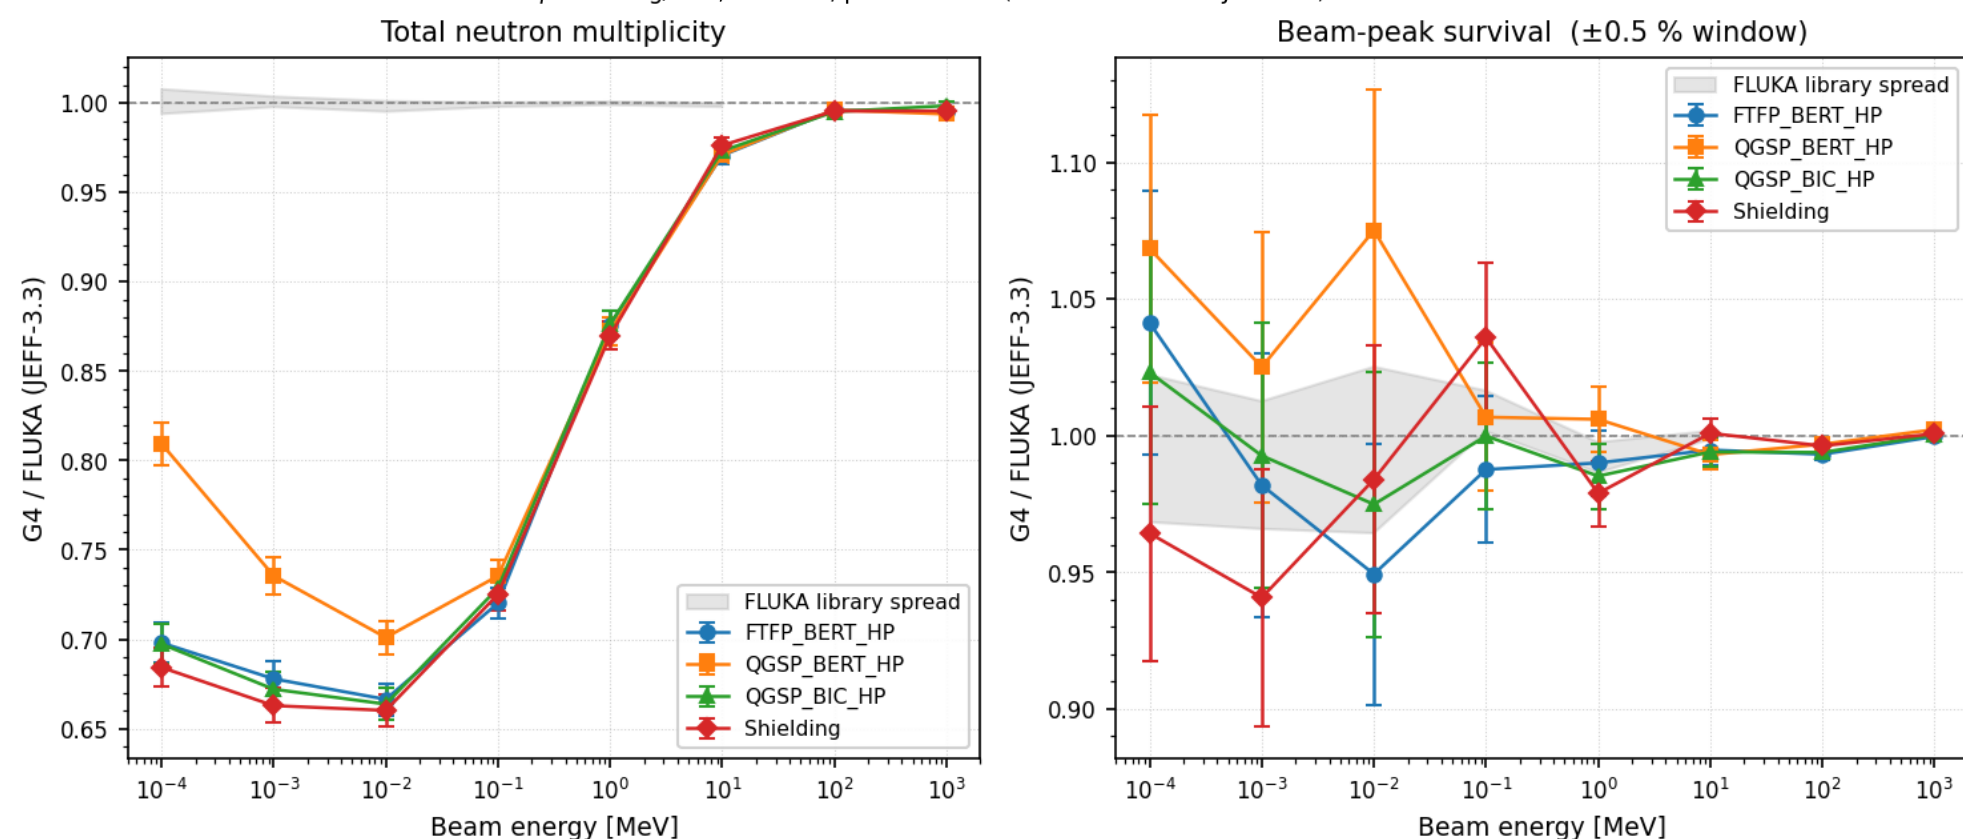 Total neutron multiplicity
G4 / FLUKA (JEFF-3.3)
1.00
0.95
0.90
0.85
0.80
0.75
0.70
0.65
FLUKA library spread
FTFP_BERT_HP
QGSP_BERT_HP
QGSP_BIC_HP
Shielding
10⁻⁴ 10⁻³ 10⁻² 10⁻¹ 10⁰ 10¹ 10² 10³
Beam energy [MeV]
Beam-peak survival (±0.5 % window)
G4 / FLUKA (JEFF-3.3)
1.10
1.05
1.00
0.95
0.90
FLUKA library spread
FTFP_BERT_HP
QGSP_BERT_HP
QGSP_BIC_HP
Shielding
10⁻⁴ 10⁻³ 10⁻² 10⁻¹ 10⁰ 10¹ 10² 10³
Beam energy [MeV]